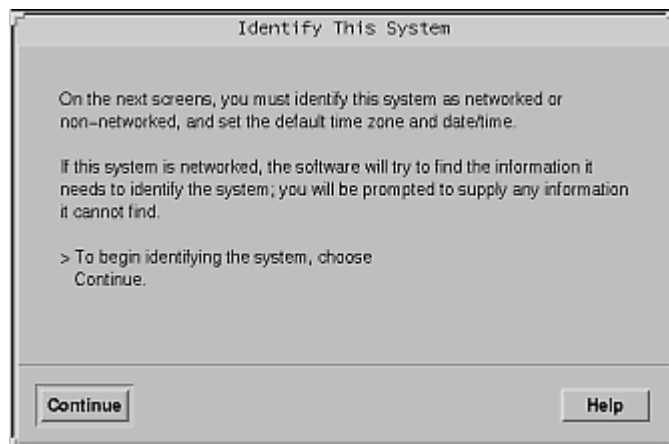 Identify This System
On the next screens, you must identify this system as networked or
non-networked, and set the default time zone and date/time.
If this system is networked, the software will try to find the information it
needs to identify the system; you will be prompted to supply any information
it cannot find.
> To begin identifying the system, choose
Continue.
Continue
Help